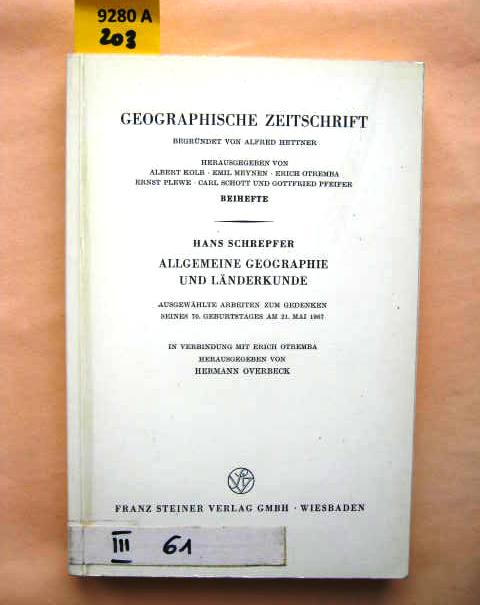 9280 A
203
GEOGRAPHISCHE ZEITSCHRIFT
BEGRÜNDET VON ALFRED HETTNER
HERAUSGEGEBEN VON
ALBERT KOLB · EMIL MEYNEN · ERICH OTREMBA
ERNST PLEWE · CARL SCHOTT UND GOTTFRIED PFEIFER
BEIHEFTE
HANS SCHREPFER
ALLGEMEINE GEOGRAPHIE
UND LÄNDERKUNDE
AUSGEWÄHLTE ARBEITEN ZUM GEDENKEN
SEINES 70. GEBURTSTAGES AM 21. MAI 1967
IN VERBINDUNG MIT ERICH OTREMBA
HERAUSGEGEBEN VON
HERMANN OVERBECK
FRANZ STEINER VERLAG GMBH · WIESBADEN
III 61